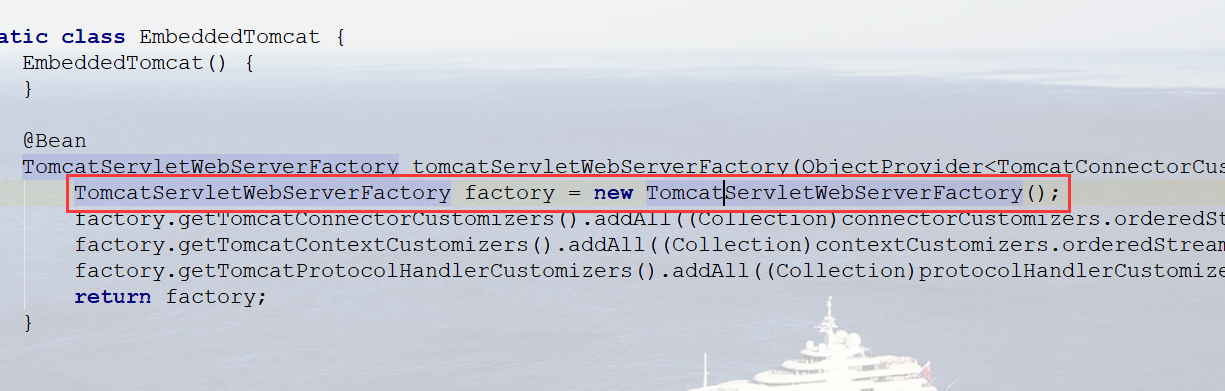 atic class EmbeddedTomcat {
EmbeddedTomcat() {
}
@Bean
TomcatServletWebServerFactory tomcatServletWebServerFactory(ObjectProvider<TomcatConnectorCus
TomcatServletWebServerFactory factory = new TomcatServletWebServerFactory();
factory.getTomcatConnectorCustomizers().addAll((Collection)connectorCustomizers.orderedSt
factory.getTomcatContextCustomizers().addAll((Collection)contextCustomizers.orderedStream
factory.getTomcatProtocolHandlerCustomizers().addAll((Collection)protocolHandlerCustomize
return factory;
}